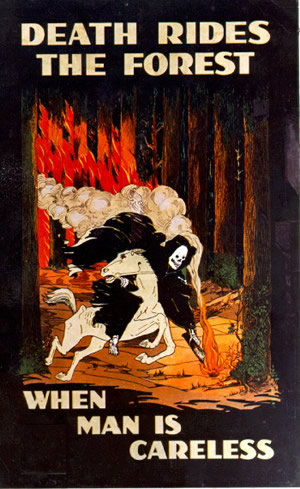 DEATH RIDES
THE FOREST
WHEN
MAN IS
CARELESS